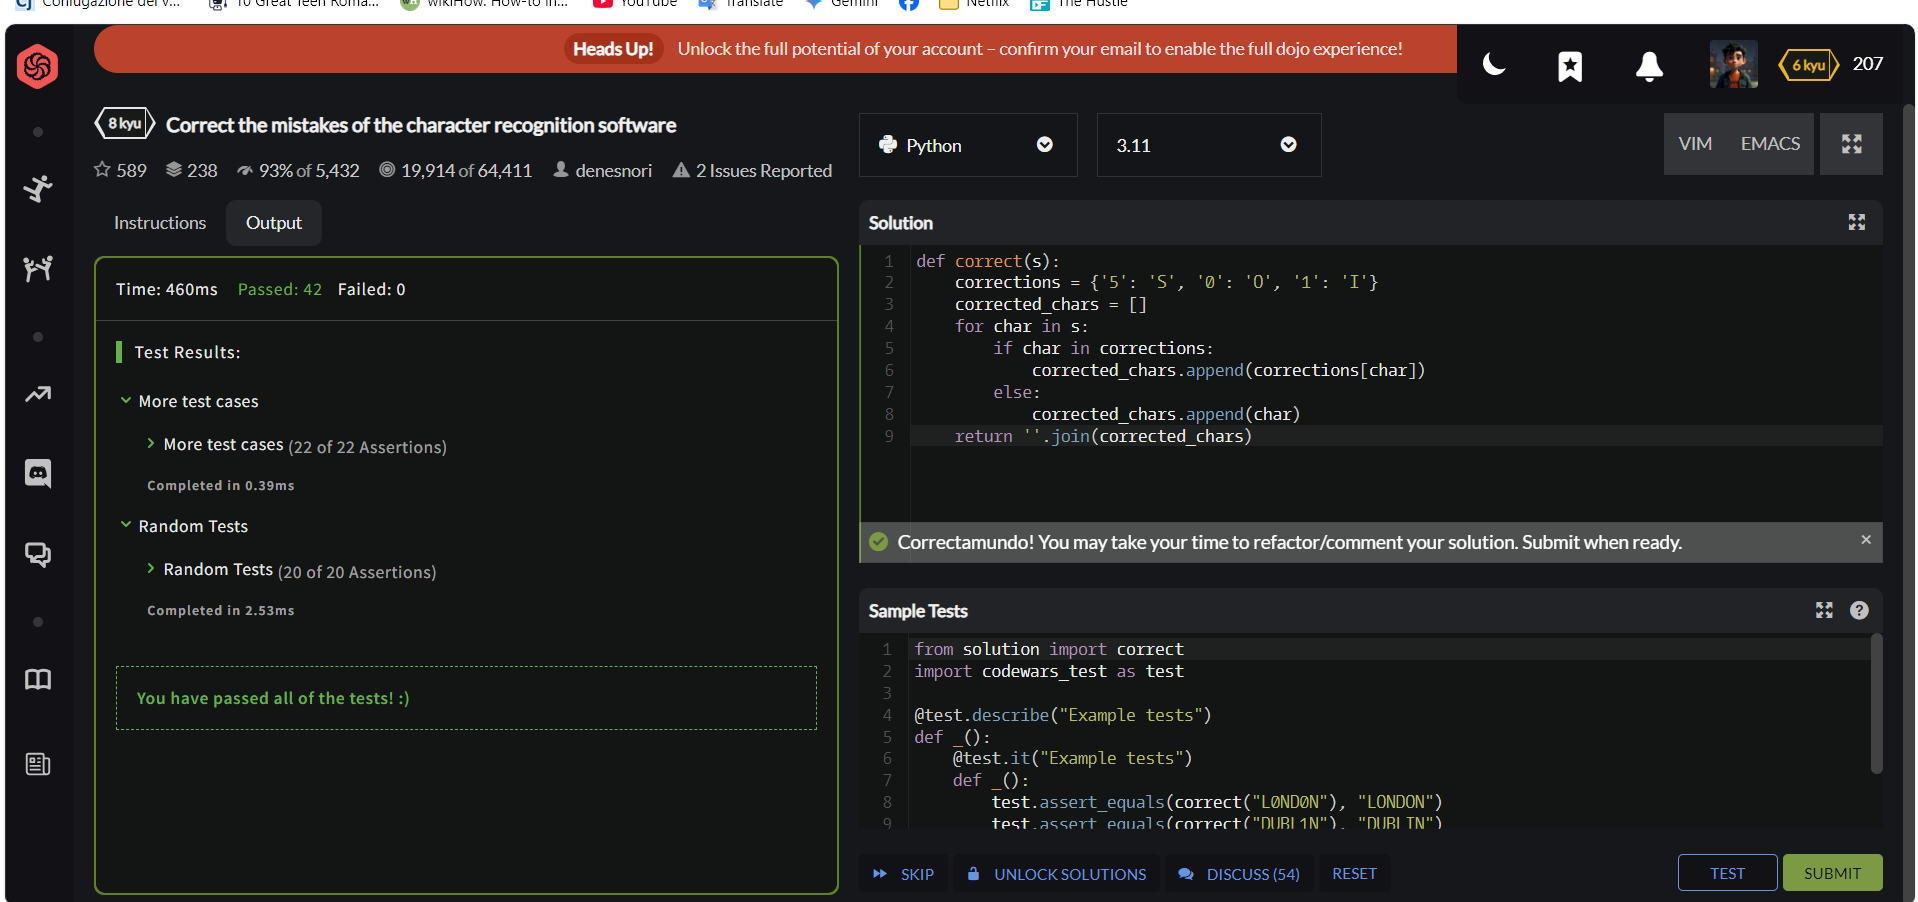 Coniugazione del v...
10 Great Teen Roma...
wikiHow: How-to in...
YouTube
Translate
Gemini
Netflix
The Hustle
Heads Up! Unlock the full potential of your account – confirm your email to enable the full dojo experience!
6 kyu 207
8 kyu Correct the mistakes of the character recognition software
589 238 93% of 5,432 19,914 of 64,411 denesnori 2 Issues Reported
Python
3.11
VIM EMACS
Instructions Output
Time: 460ms Passed: 42 Failed: 0
Test Results:
More test cases
More test cases (22 of 22 Assertions)
Completed in 0.39ms
Random Tests
Random Tests (20 of 20 Assertions)
Completed in 2.53ms
You have passed all of the tests! :)
Solution
1 def correct(s):
2     corrections = {'5': 'S', '0': 'O', '1': 'I'}
3     corrected_chars = []
4     for char in s:
5         if char in corrections:
6             corrected_chars.append(corrections[char])
7         else:
8             corrected_chars.append(char)
9     return ''.join(corrected_chars)
Correctamundo! You may take your time to refactor/comment your solution. Submit when ready.
Sample Tests
1 from solution import correct
2 import codewars_test as test
3
4 @test.describe("Example tests")
5 def _():
6     @test.it("Example tests")
7     def _():
8         test.assert_equals(correct("L0ND0N"), "LONDON")
9         test.assert_equals(correct("DUBL1N"), "DUBLIN")
SKIP UNLOCK SOLUTIONS DISCUSS (54) RESET
TEST SUBMIT